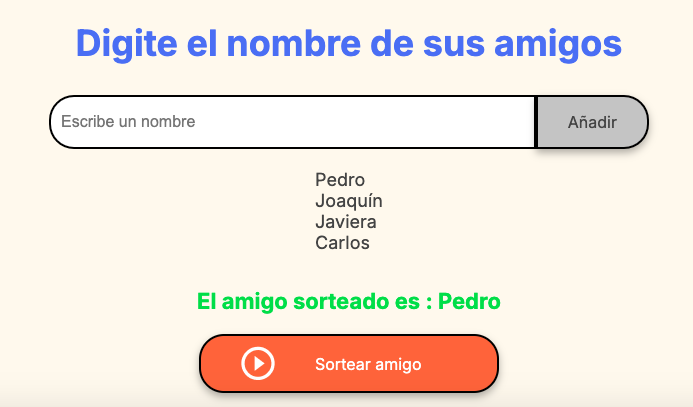 Digite el nombre de sus amigos
Escribe un nombre
Añadir
Pedro
Joaquín
Javiera
Carlos
El amigo sorteado es : Pedro
Sortear amigo